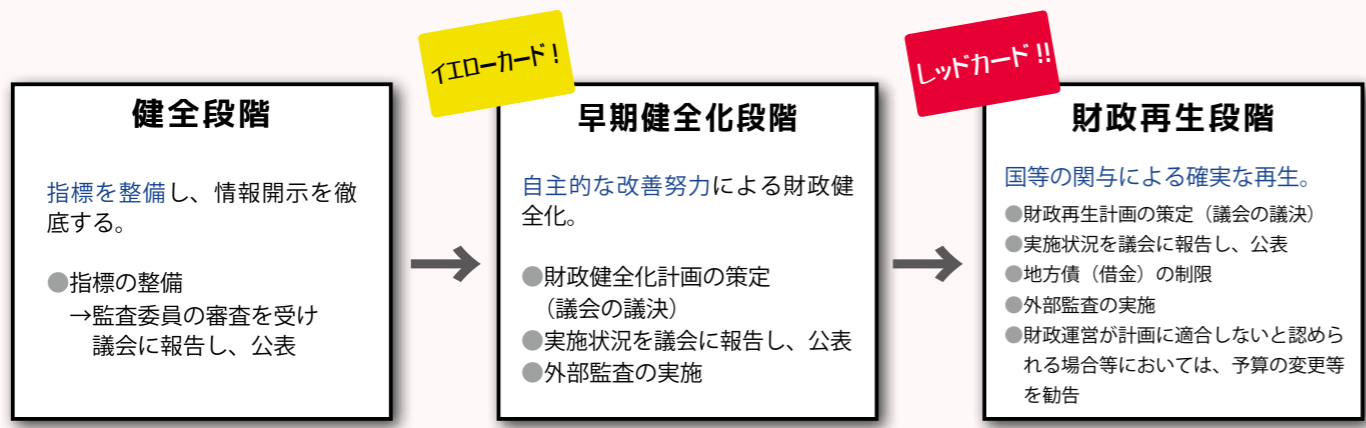 イエローカード！
レッドカード!!
健全段階
指標を整備し、情報開示を徹
底する。
●指標の整備
→監査委員の審査を受け
議会に報告し、公表
→
早期健全化段階
自主的な改善努力による財政健
全化。
●財政健全化計画の策定
（議会の議決）
●実施状況を議会に報告し、公表
●外部監査の実施
→
財政再生段階
国等の関与による確実な再生。
●財政再生計画の策定（議会の議決）
●実施状況を議会に報告し、公表
●地方債（借金）の制限
●外部監査の実施
●財政運営が計画に適合しないと認めら
れる場合等においては、予算の変更等
を勧告